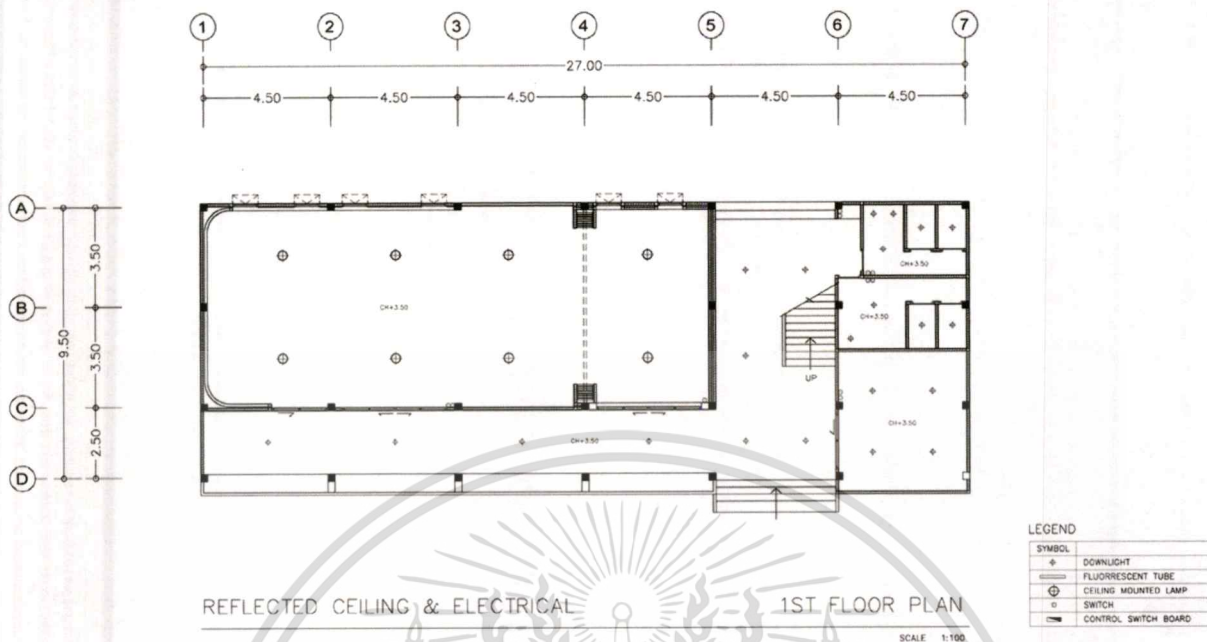 1 2 3 4 5 6 7
27.00
4.50 4.50 4.50 4.50 4.50 4.50
A
B
C
D
9.50
3.50
3.50
2.50
CH+3.50
CH+3.50
CH+3.50
UP
CH+3.50
CH+3.50
REFLECTED CEILING & ELECTRICAL 1ST FLOOR PLAN
SCALE 1:100
LEGEND
SYMBOL
DOWNLIGHT
FLUORRESCENT TUBE
CEILING MOUNTED LAMP
SWITCH
CONTROL SWITCH BOARD